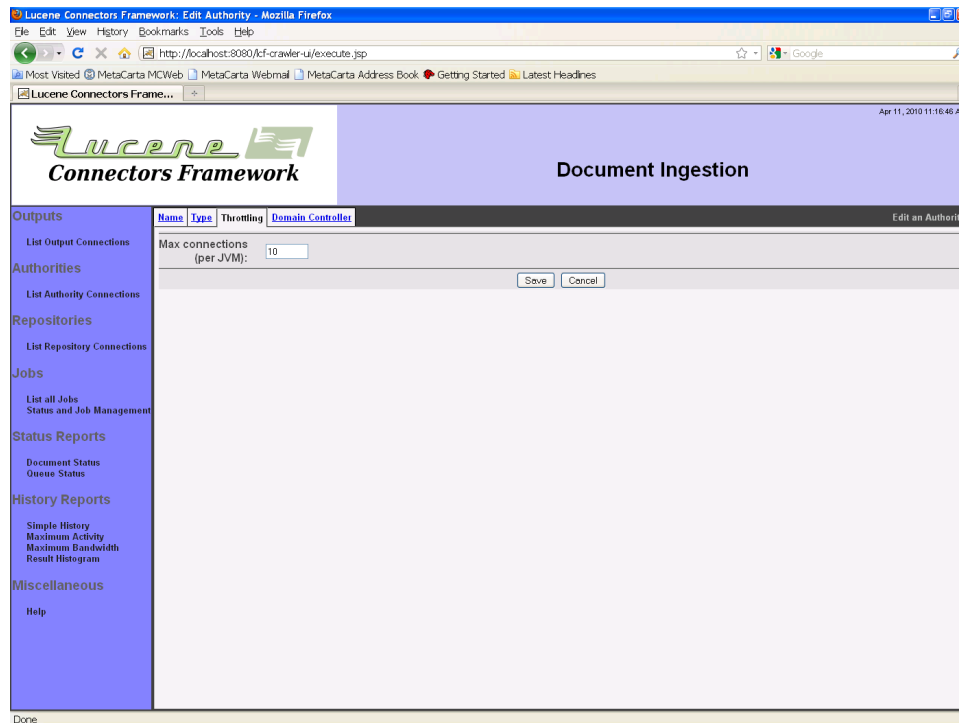 Lucene Connectors Framework: Edit Authority - Mozilla Firefox
File Edit View History Bookmarks Tools Help
http://localhost:8080/lcf-crawler-ui/execute.jsp
Google
Most Visited MetaCarta MCWeb MetaCarta Webmail MetaCarta Address Book Getting Started Latest Headlines
Lucene Connectors Frame...
Apr 11, 2010 11:16:46 A
Lucene
Connectors Framework
Document Ingestion
Outputs
Name Type Throttling Domain Controller
Edit an Authorit
List Output Connections
Max connections
(per JVM):
10
Save Cancel
Authorities
List Authority Connections
Repositories
List Repository Connections
Jobs
List all Jobs
Status and Job Management
Status Reports
Document Status
Queue Status
History Reports
Simple History
Maximum Activity
Maximum Bandwidth
Result Histogram
Miscellaneous
Help
Done